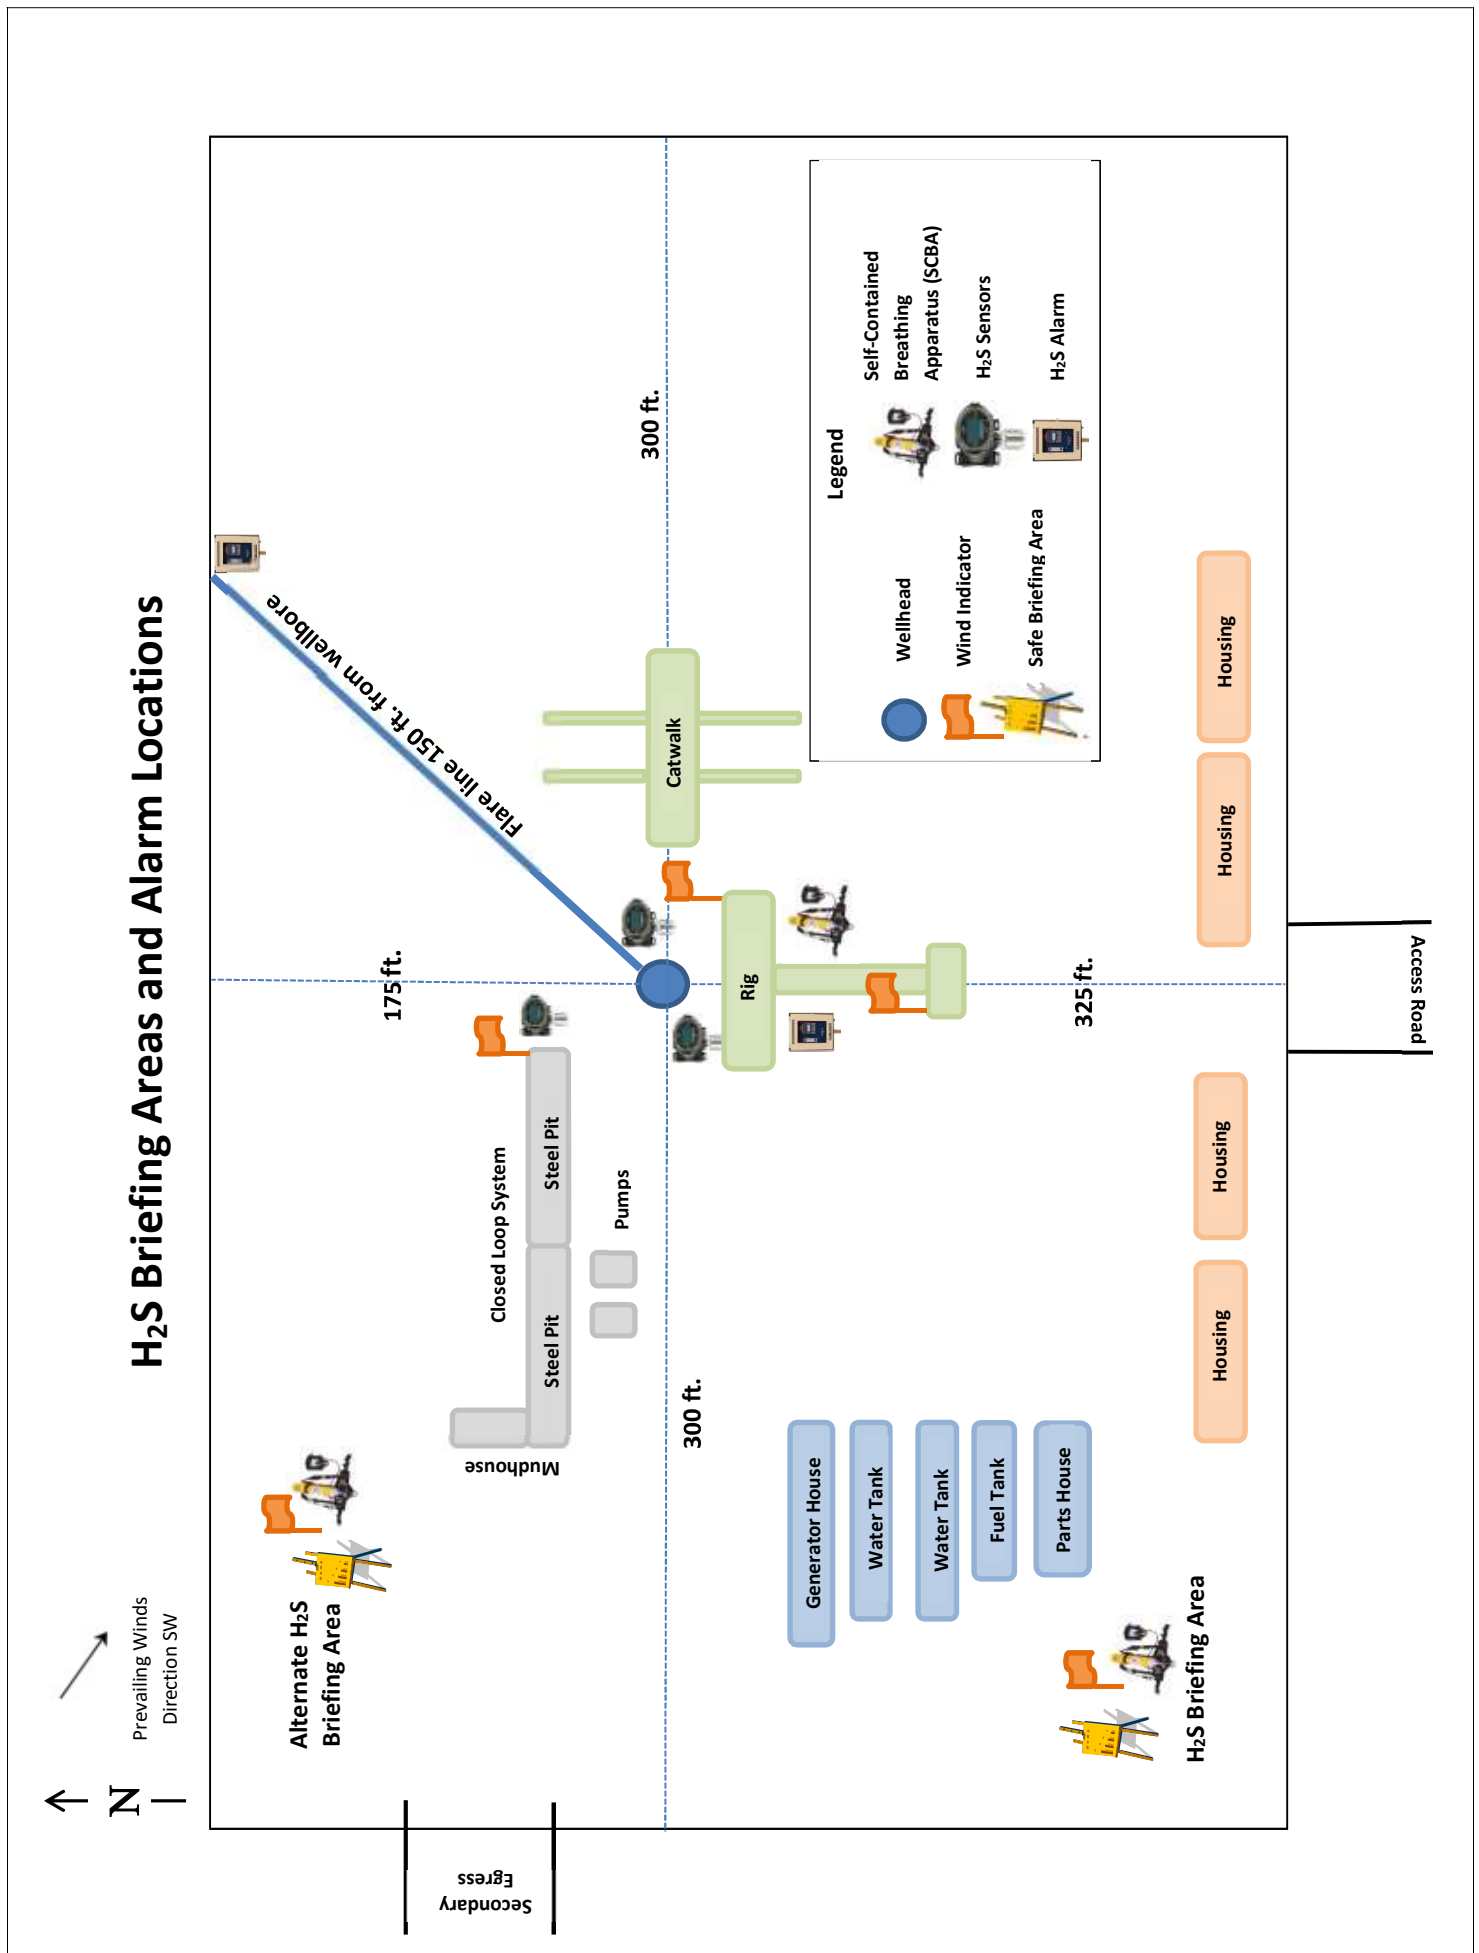 H₂S Briefing Areas and Alarm Locations
N
Prevailing Winds
Direction SW
Secondary
Egress
Alternate H₂S
Briefing Area
Mudhouse
Closed Loop System
Steel Pit
Steel Pit
Pumps
175 ft.
Flare line 150 ft. from wellbore
300 ft.
300 ft.
Catwalk
Rig
325 ft.
Generator House
Water Tank
Water Tank
Fuel Tank
Parts House
H₂S Briefing Area
Legend
Wellhead
Wind Indicator
Safe Briefing Area
Self-Contained
Breathing
Apparatus (SCBA)
H₂S Sensors
H₂S Alarm
Housing
Housing
Housing
Housing
Access Road